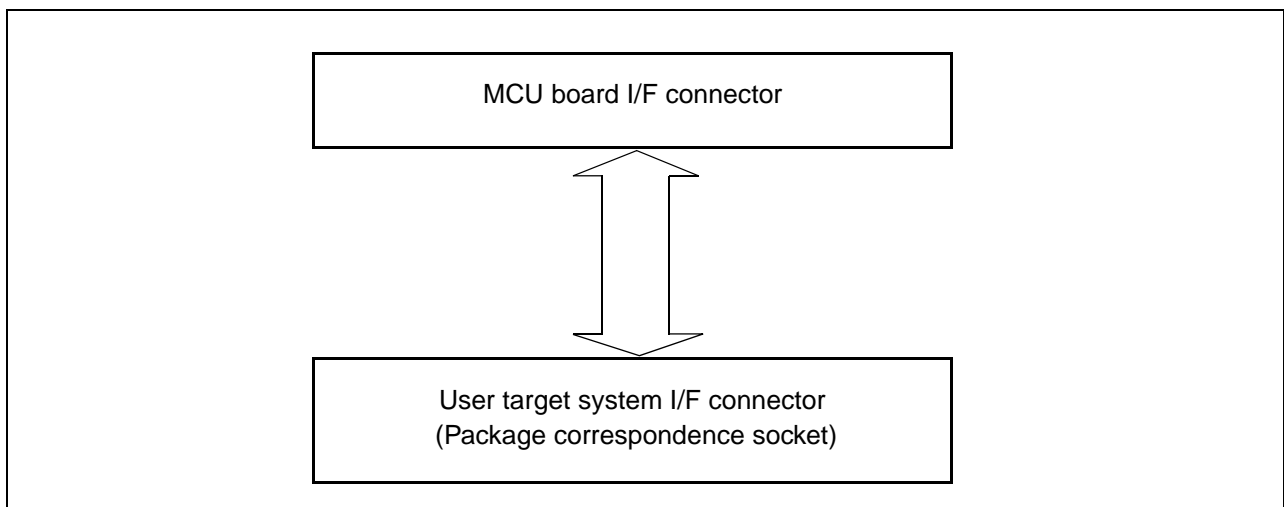 MCU board I/F connector
User target system I/F connector
(Package correspondence socket)